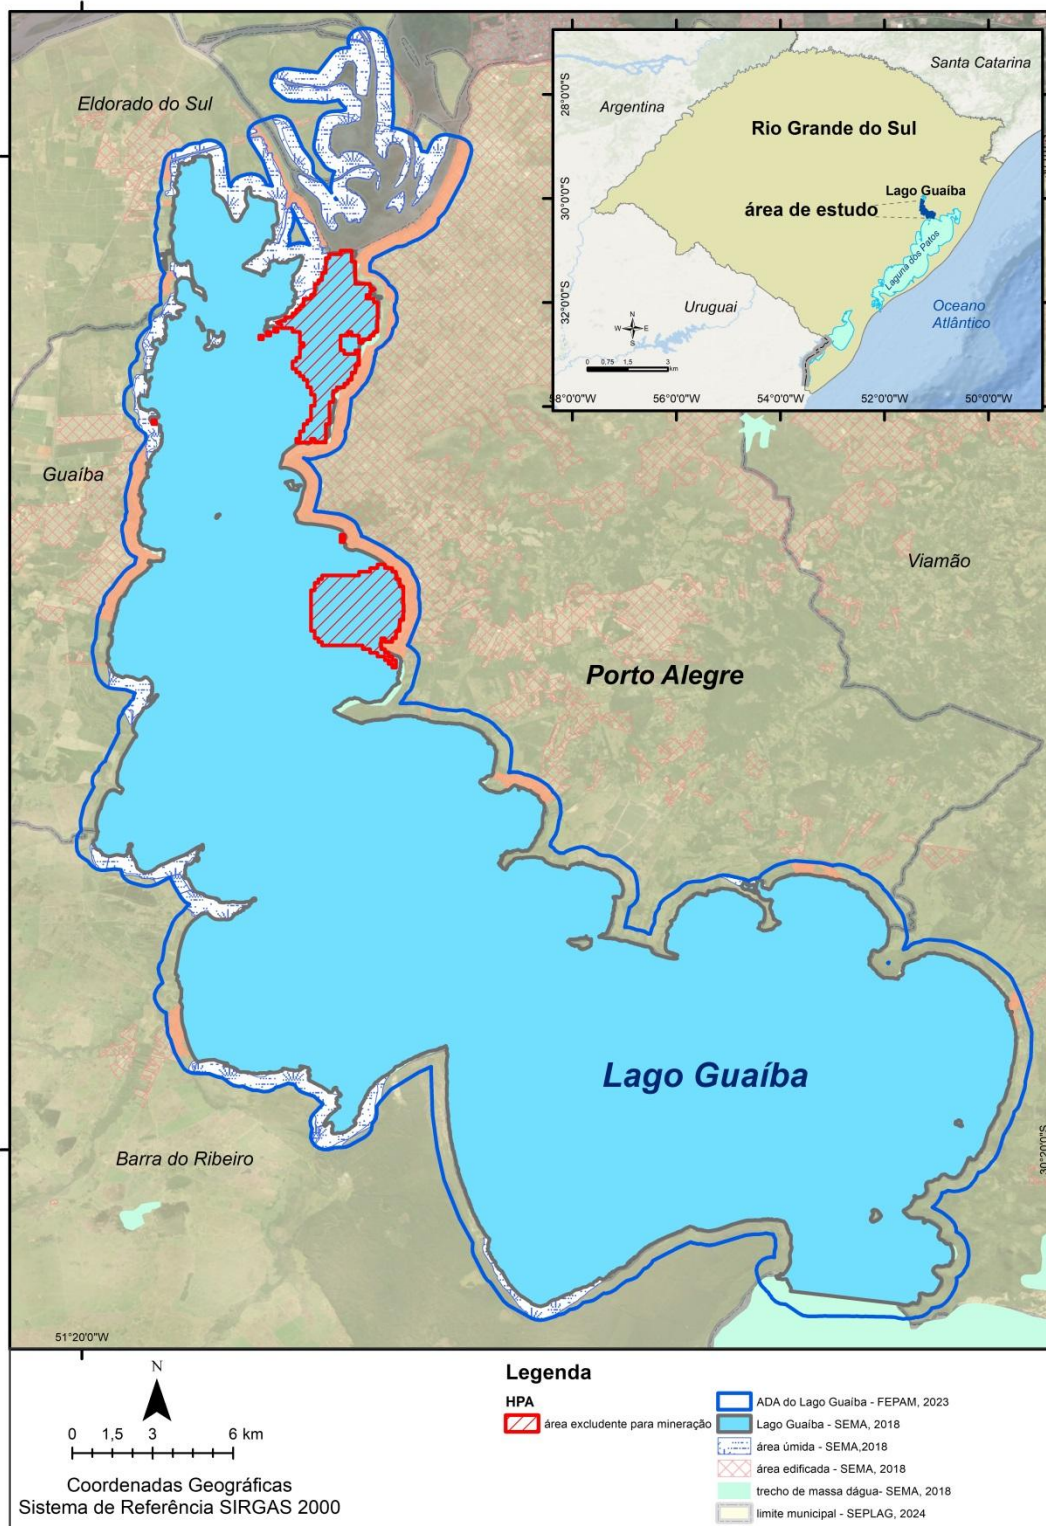 Eldorado do Sul
Santa Catarina
Argentina
Rio Grande do Sul
Lago Guaíba
área de estudo
Laguna dos Patos
Uruguai
Oceano
Atlântico
N
W E
S
0 0,75 1,5 3
km
28°0'0"S
30°0'0"S
32°0'0"S
58°0'0"W 56°0'0"W 54°0'0"W 52°0'0"W 50°0'0"W
Guaíba
Viamão
Porto Alegre
Lago Guaíba
Barra do Ribeiro
30°20'0"S
51°20'0"W
N
0 1,5 3 6 km
Coordenadas Geográficas
Sistema de Referência SIRGAS 2000
Legenda
HPA
área excludente para mineração
ADA do Lago Guaíba - FEPAM, 2023
Lago Guaíba - SEMA, 2018
área úmida - SEMA,2018
área edificada - SEMA, 2018
trecho de massa dágua- SEMA, 2018
limite municipal - SEPLAG, 2024